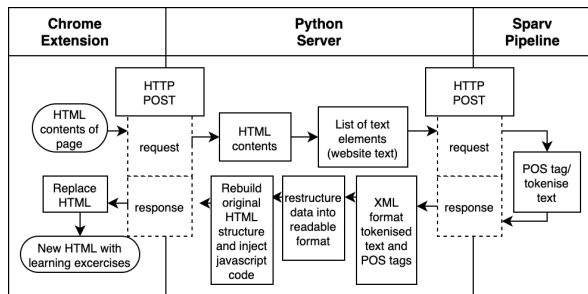 Chrome
Extension
Python
Server
Sparv
Pipeline
HTTP
POST
HTTP
POST
HTML
contents of
page
request
HTML
contents
List of text
elements
(website text)
request
POS tag/
tokenise
text
Replace
HTML
response
Rebuild
original
HTML
structure
and inject
javascript
code
restructure
data into
readable
format
XML
format
tokenised
text and
POS tags
response
New HTML with
learning excercises